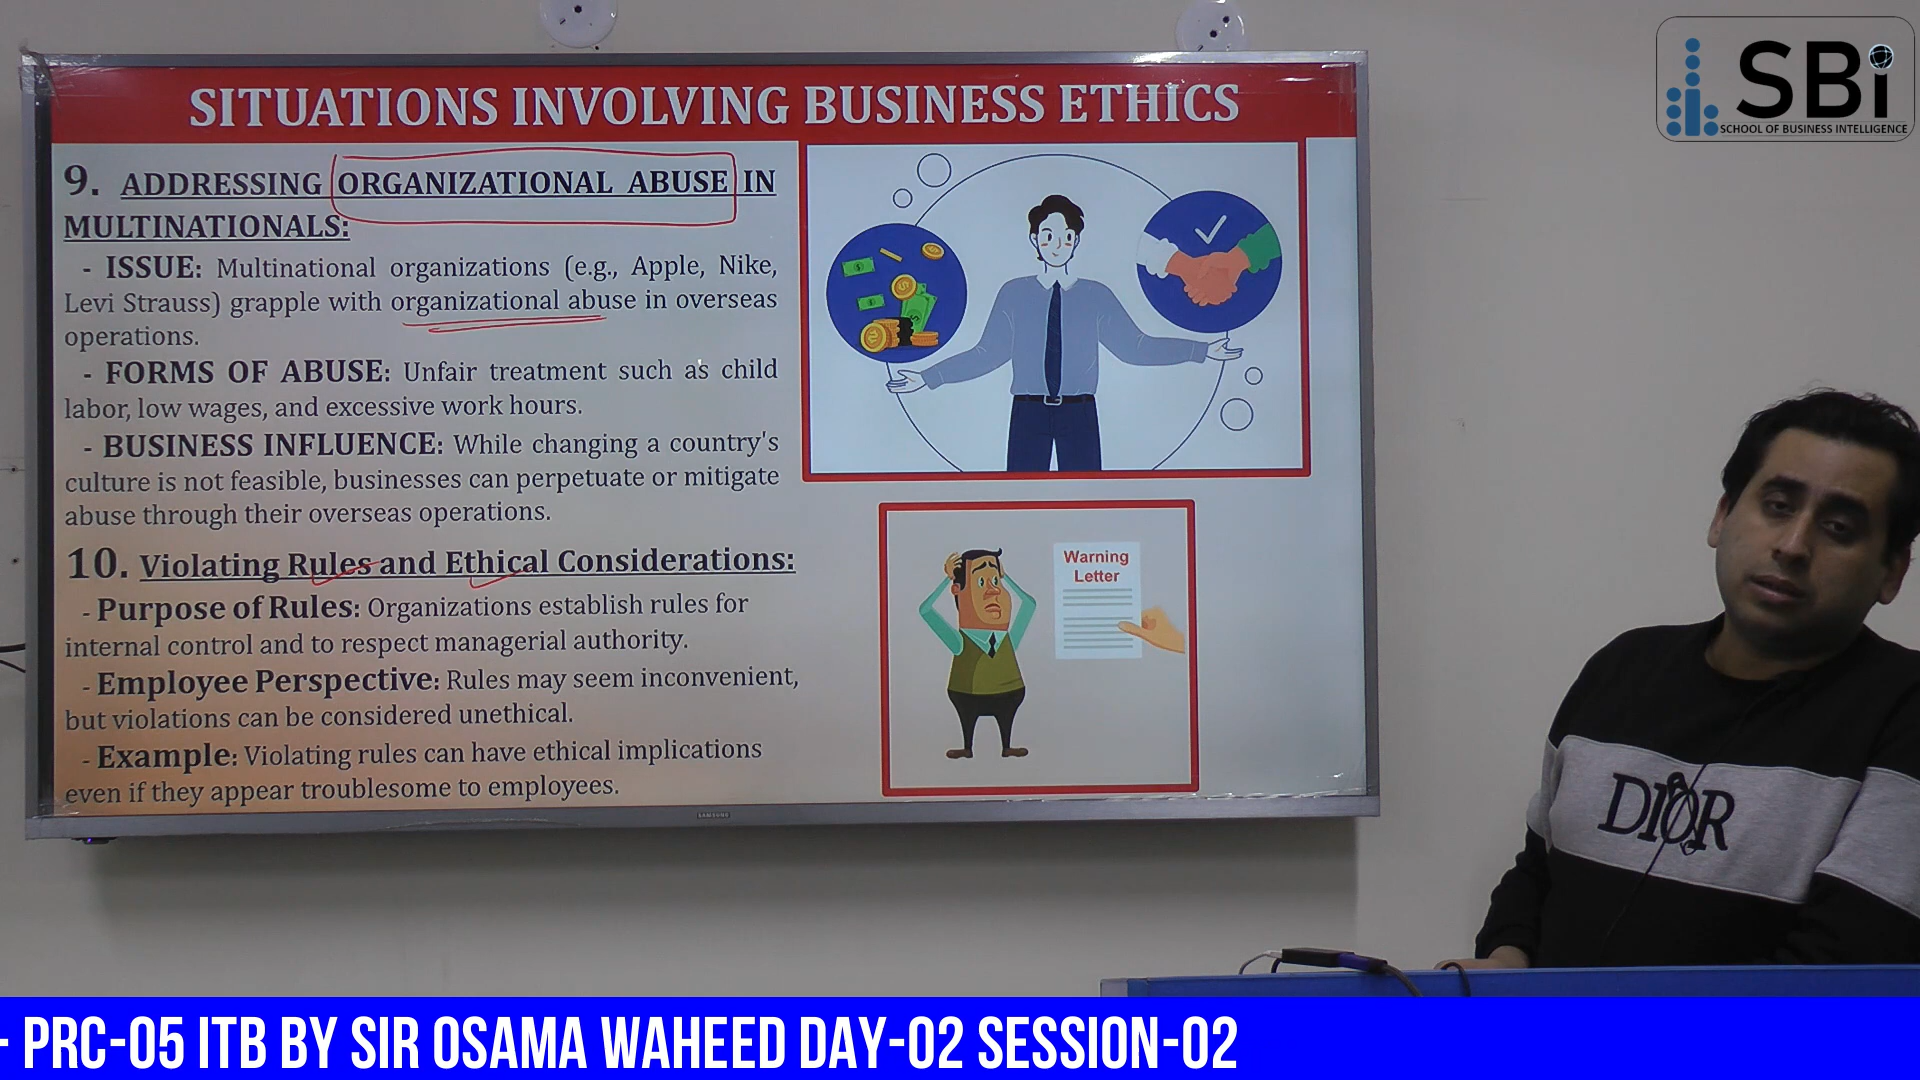 SITUATIONS INVOLVING BUSINESS ETHICS
9. ADDRESSING ORGANIZATIONAL ABUSE IN
MULTINATIONALS:
- ISSUE: Multinational organizations (e.g., Apple, Nike,
Levi Strauss) grapple with organizational abuse in overseas
operations.
- FORMS OF ABUSE: Unfair treatment such as child
labor, low wages, and excessive work hours.
- BUSINESS INFLUENCE: While changing a country's
culture is not feasible, businesses can perpetuate or mitigate
abuse through their overseas operations.
10. Violating Rules and Ethical Considerations:
- Purpose of Rules: Organizations establish rules for
internal control and to respect managerial authority.
- Employee Perspective: Rules may seem inconvenient,
but violations can be considered unethical.
- Example: Violating rules can have ethical implications
even if they appear troublesome to employees.
Warning
Letter
SAMSUNG
SBi
SCHOOL OF BUSINESS INTELLIGENCE
DIOR
- PRC-05 ITB BY SIR OSAMA WAHEED DAY-02 SESSION-02